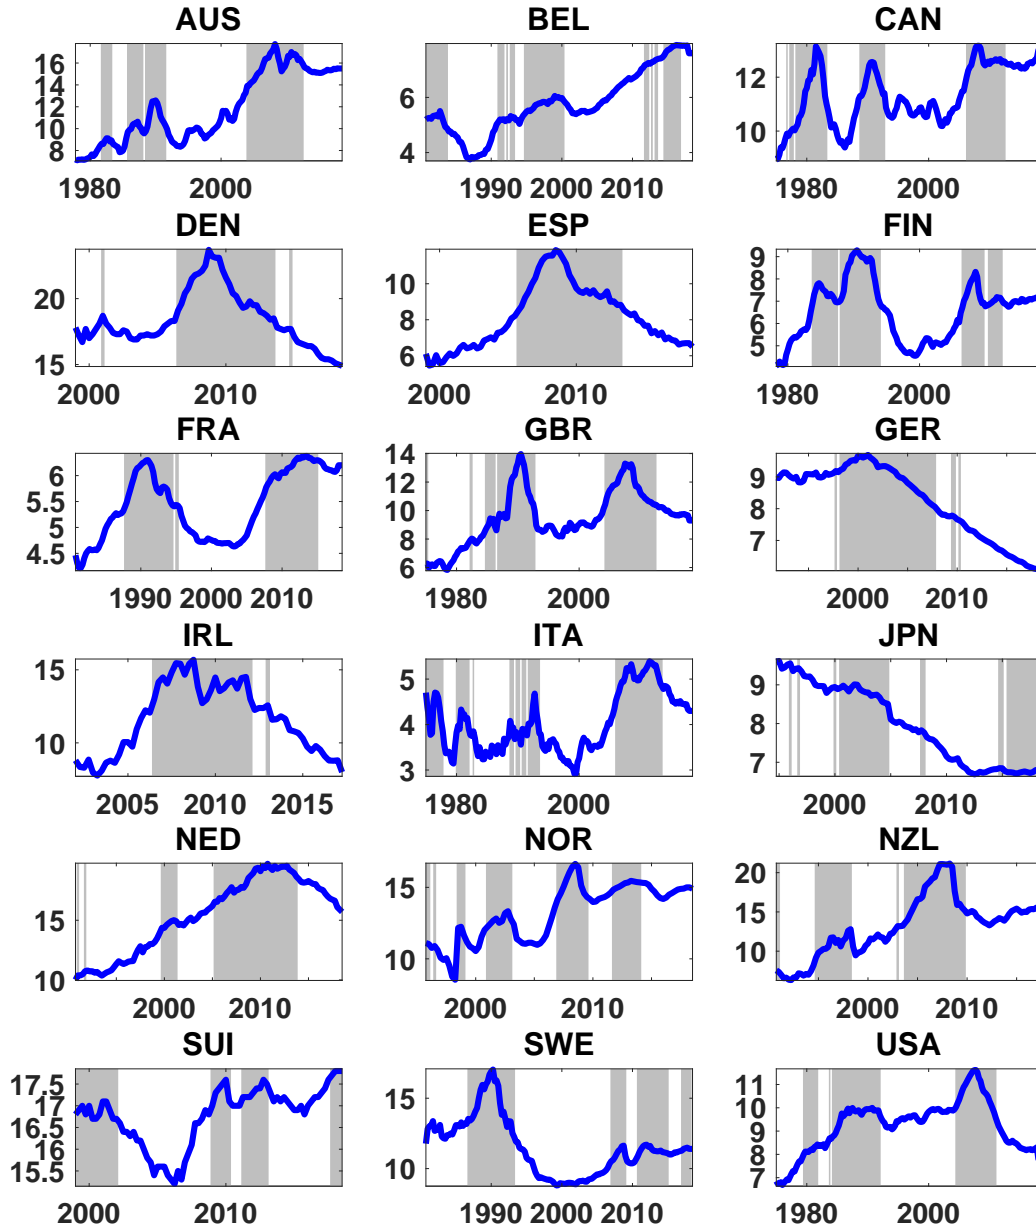 AUS BEL CAN
16 14 12 10 8
6 4
12 10
1980 2000 1990 2000 2010 1980 2000
DEN ESP FIN
20 15
10 8 6
9 8 7 6 5
2000 2010 2000 2010 1980 2000
FRA GBR GER
6 5.5 5 4.5
14 12 10 8 6
9 8 7
1990 2000 2010 1980 2000 2000 2010
IRL ITA JPN
15 10
5 4 3
9 8 7
2005 2010 2015 1980 2000 2000 2010
NED NOR NZL
15 10
15 10
20 10
2000 2010 2000 2010 2000 2010
SUI SWE USA
17.5 17 16.5 16 15.5
15 10
11 10 9 8 7
2000 2010 1990 2000 2010 1980 2000